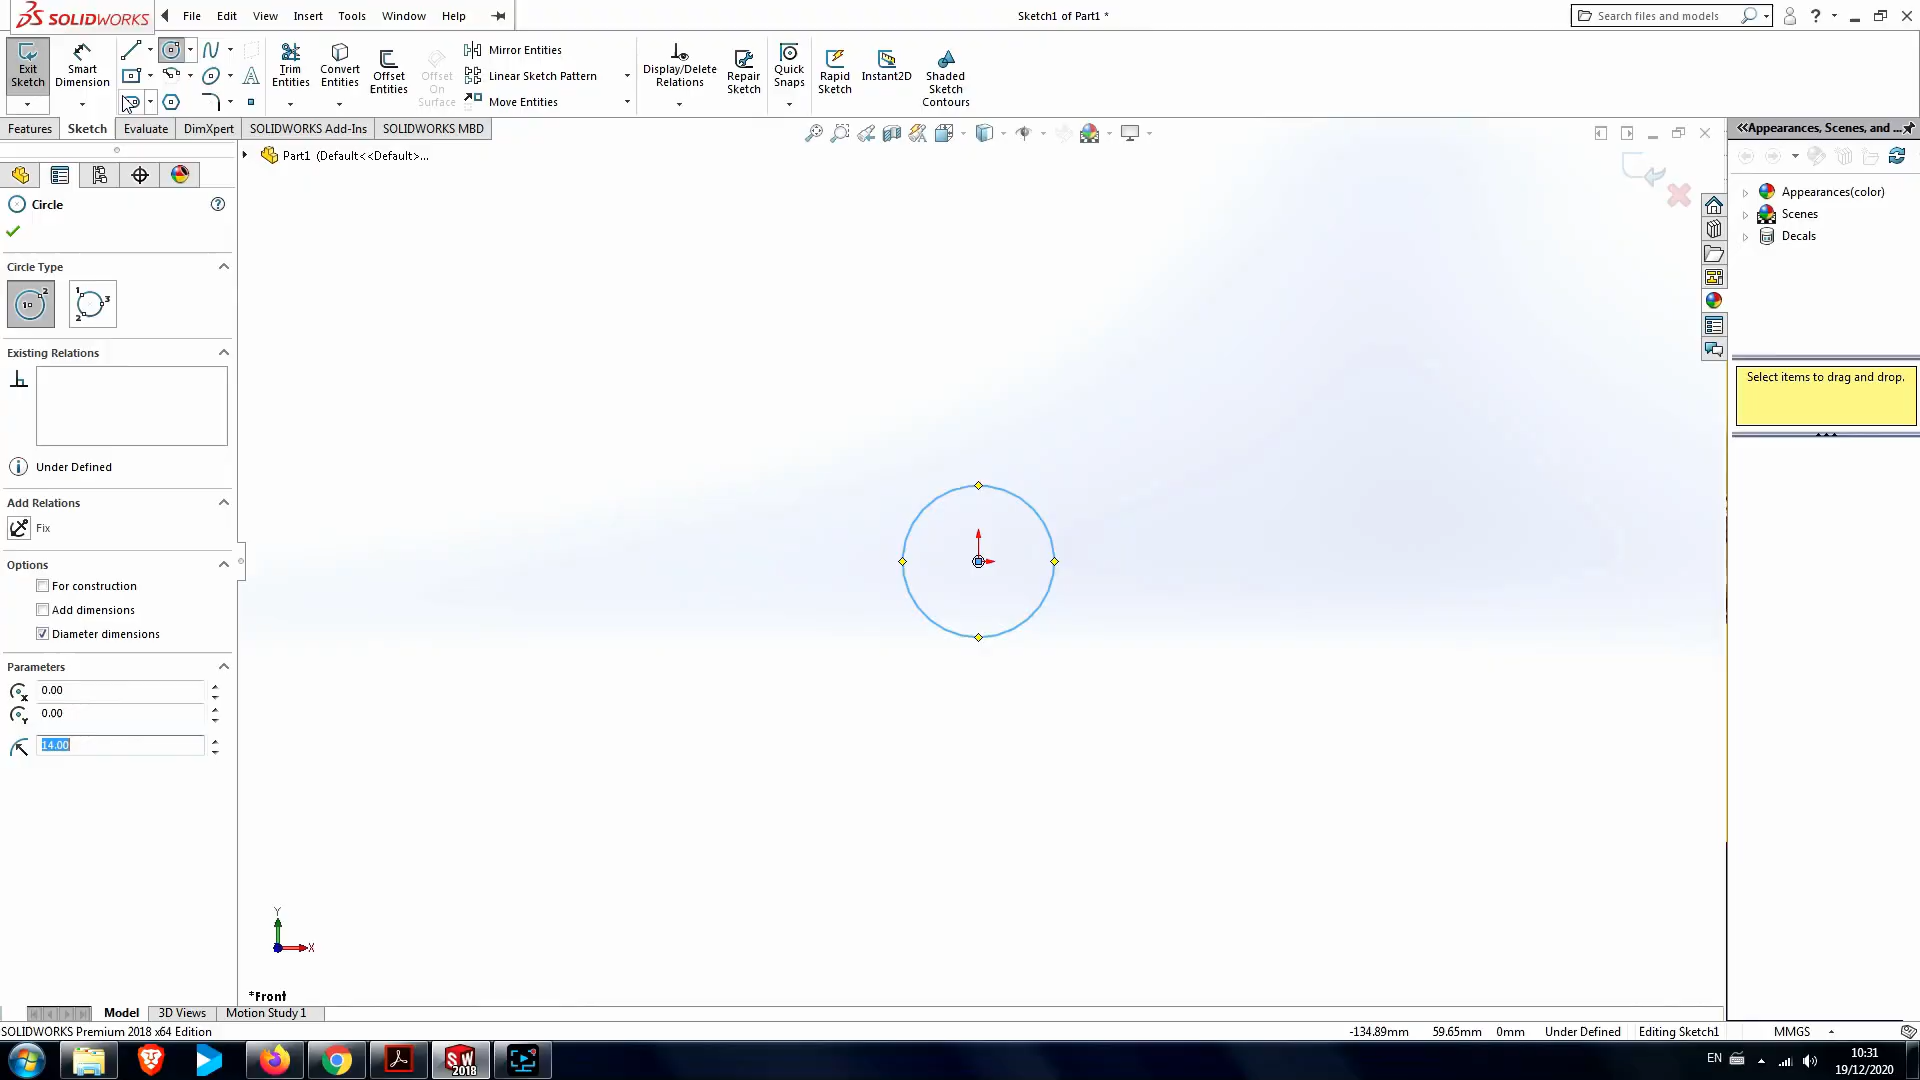 SOLIDWORKS File Edit View Insert Tools Window Help Sketch1 of Part1 * Search files and models
Exit Sketch Smart Dimension Trim Entities Convert Entities Offset Entities Offset On Surface Mirror Entities Linear Sketch Pattern Move Entities Display/Delete Relations Repair Sketch Quick Snaps Rapid Sketch Instant2D Shaded Sketch Contours
Features Sketch Evaluate DimXpert SOLIDWORKS Add-Ins SOLIDWORKS MBD
Appearances, Scenes, and ...
Part1 (Default<<Default>...
Appearances(color)
Scenes
Decals
Select items to drag and drop.
Circle
Circle Type
Existing Relations
Under Defined
Add Relations
Fix
Options
For construction
Add dimensions
Diameter dimensions
Parameters
0.00
0.00
14.00
Y
X
*Front
Model 3D Views Motion Study 1
SOLIDWORKS Premium 2018 x64 Edition -134.89mm 59.65mm 0mm Under Defined Editing Sketch1 MMGS
SW 2018 EN 10:31
19/12/2020